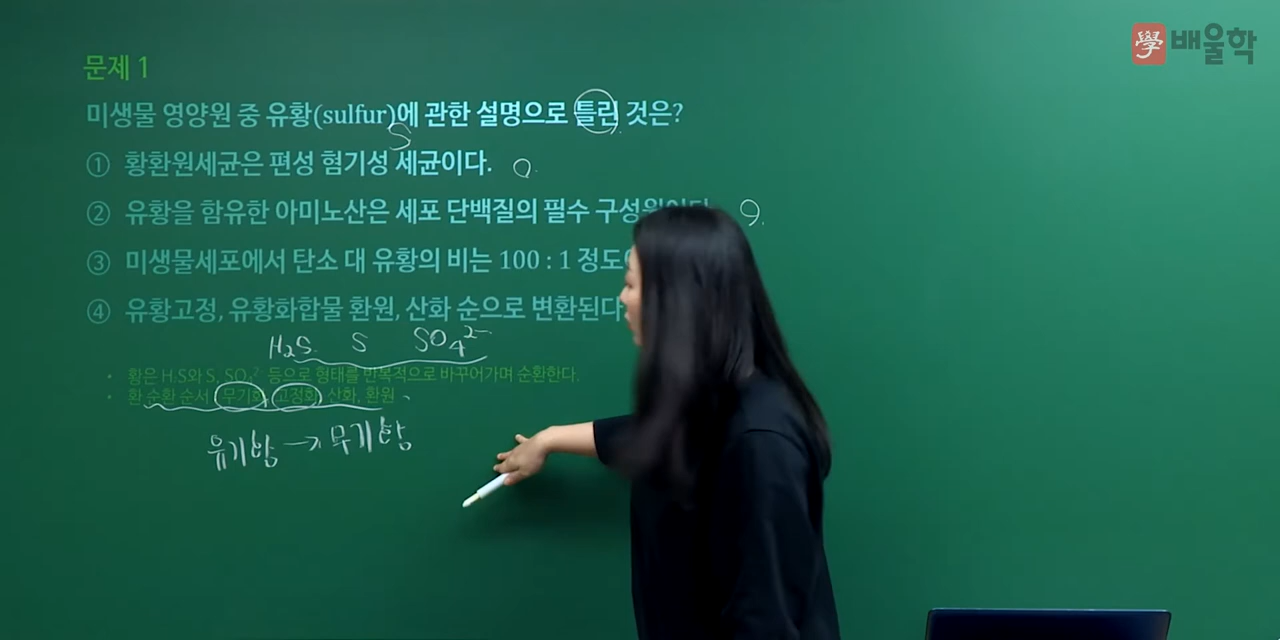 學 배울학
문제 1
미생물 영양원 중 유황(sulfur)에 관한 설명으로 틀린 것은?
S
① 황환원세균은 편성 혐기성 세균이다.
② 유황을 함유한 아미노산은 세포 단백질의 필수
③ 미생물세포에서 탄소 대 유황의 비는 100 : 1
④ 유황고정, 유황화합물 환원, 산화 순으로 변환된다
H₂S S SO₄²⁻
• 황은 H₂S와 S, SO₄²⁻ 등으로 형태를 반복적으로 바꾸어가며 순환한다.
• 환 순환 순서 무기화, 고정화, 산화, 환원
유기황 → 무기황